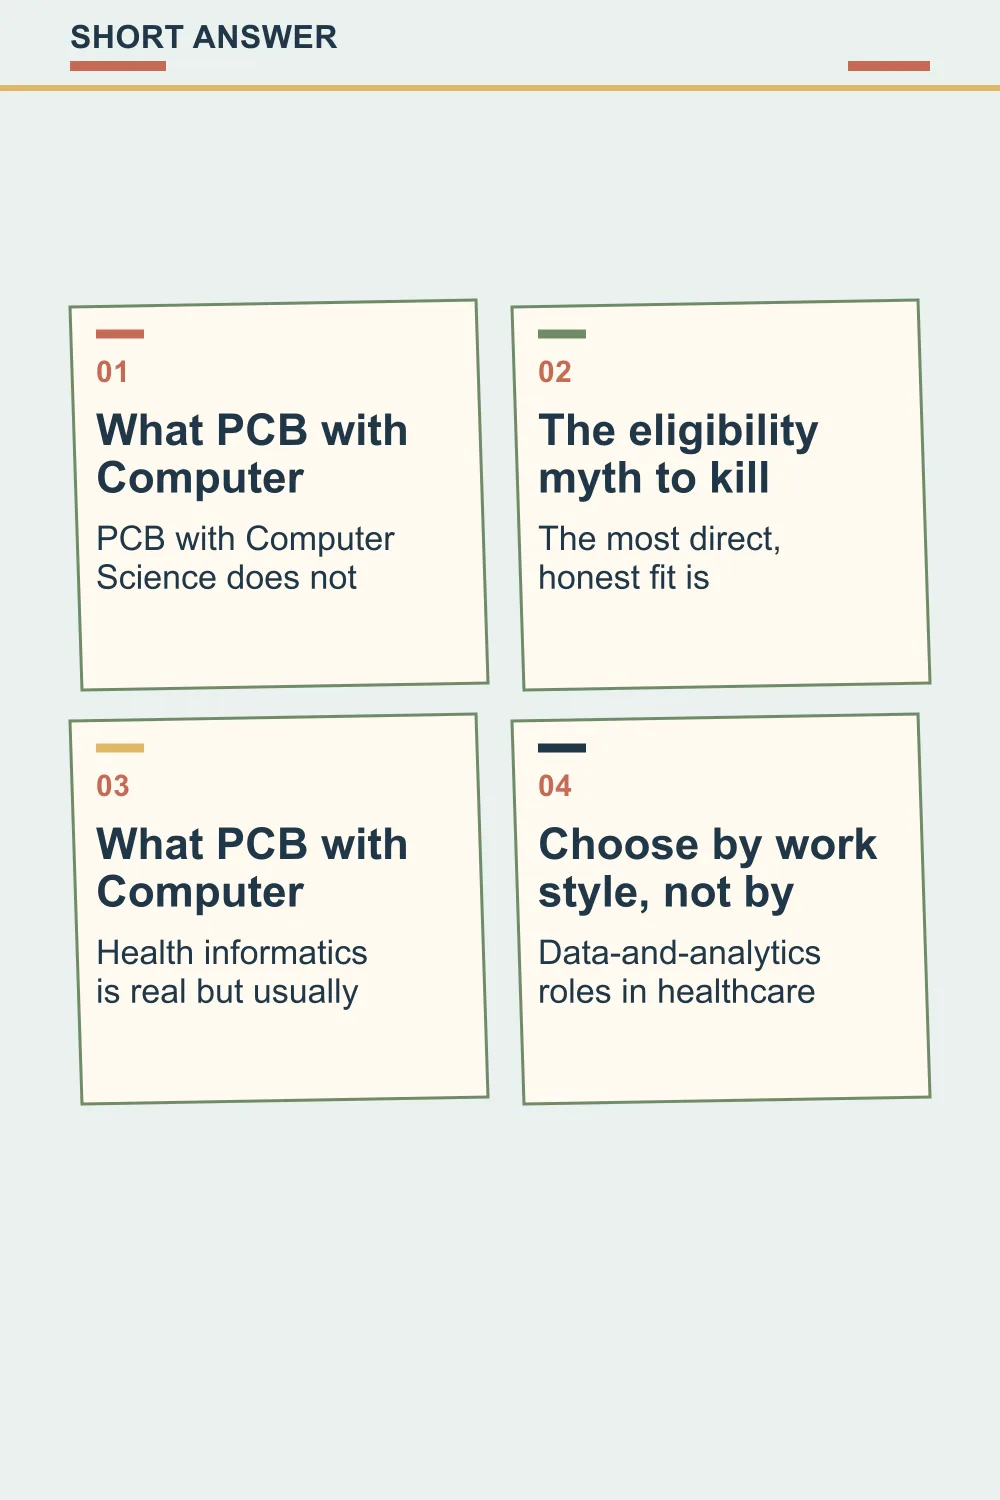 SHORT ANSWER
01
What PCB with
Computer
PCB with Computer
Science does not
02
The eligibility
myth to kill
The most direct,
honest fit is
03
What PCB with
Computer
Health informatics
is real but usually
04
Choose by work
style, not by
Data-and-analytics
roles in healthcare